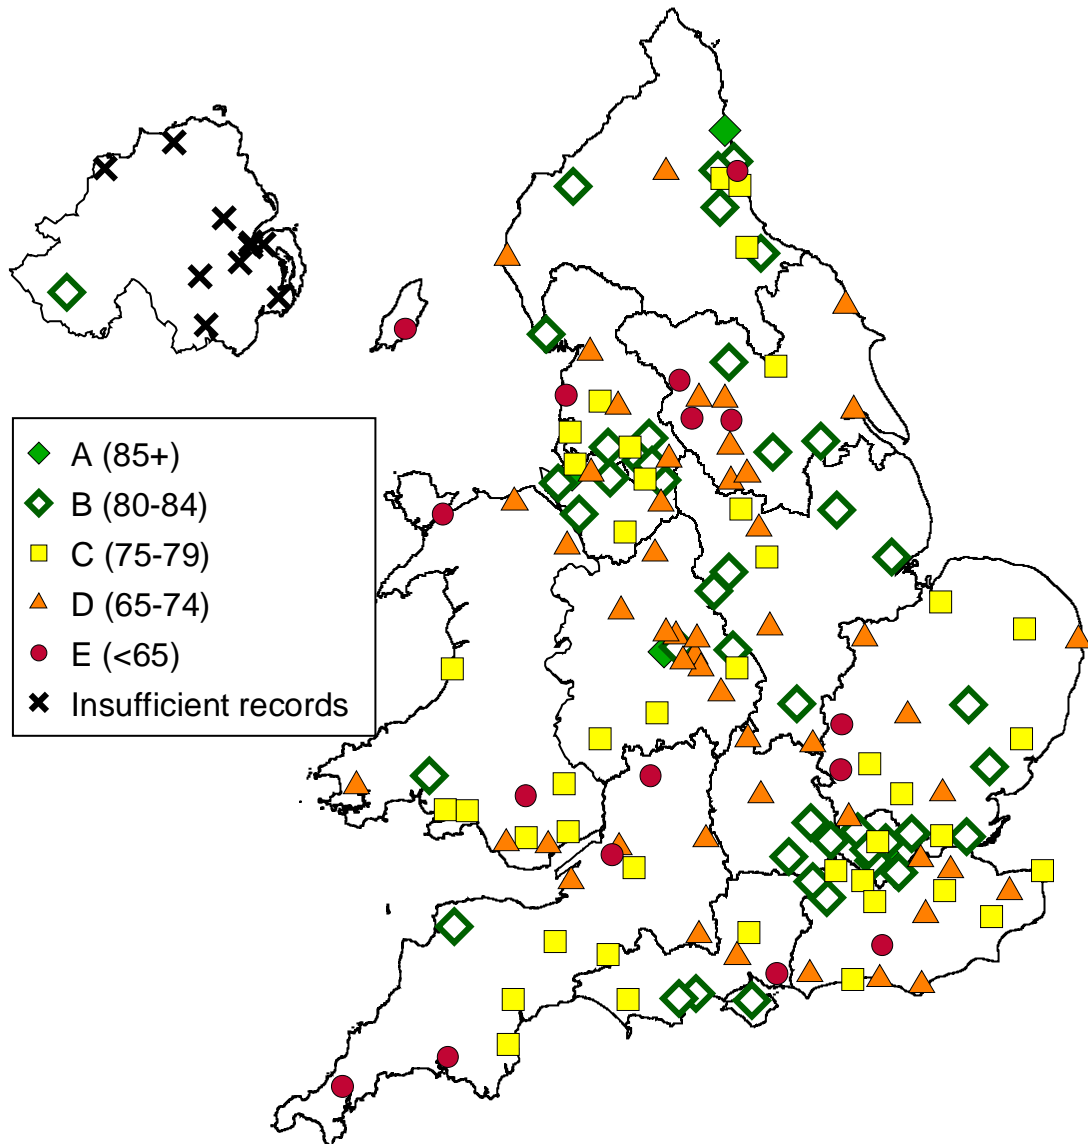 A (85+)
B (80-84)
C (75-79)
D (65-74)
E (<65)
Insufficient records